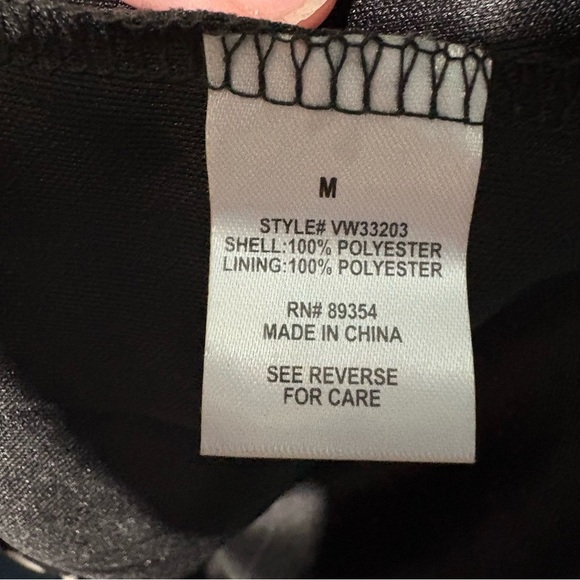 M
STYLE# VW33203
SHELL:100% POLYESTER
LINING:100% POLYESTER
RN# 89354
MADE IN CHINA
SEE REVERSE
FOR CARE